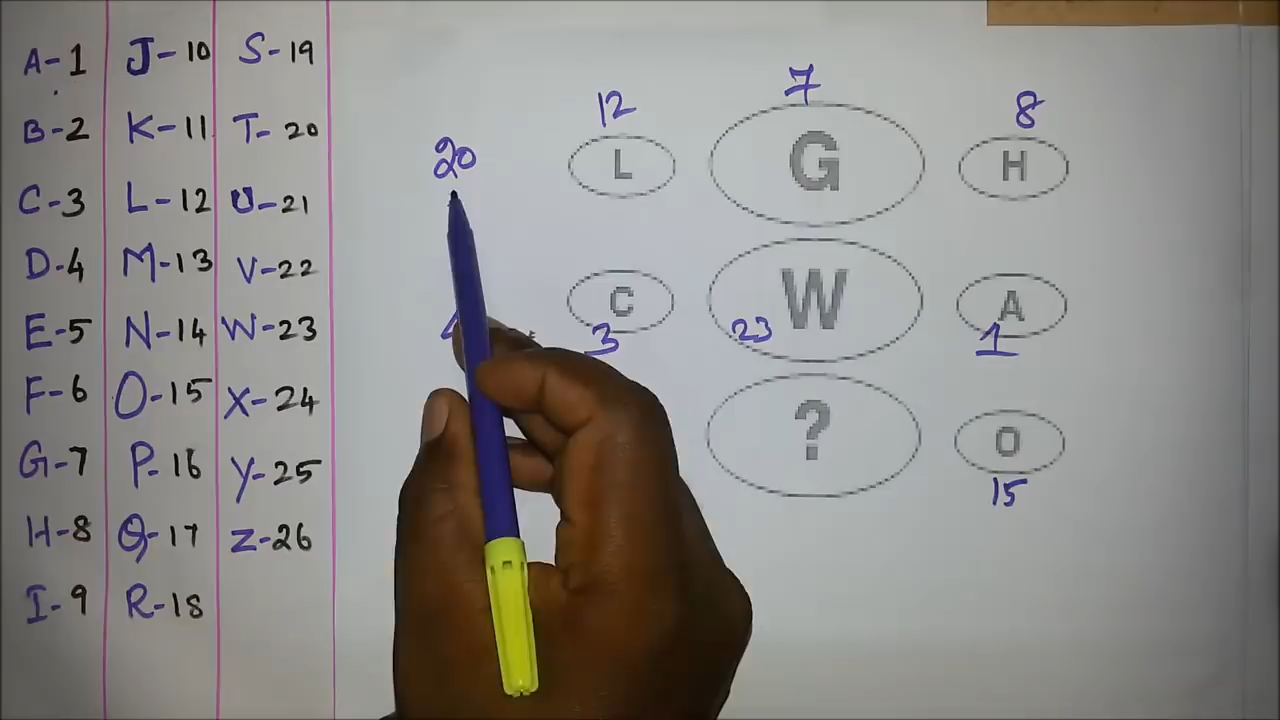 A-1
B-2
C-3
D-4
E-5
F-6
G-7
H-8
I-9
J-10
K-11
L-12
M-13
N-14
O-15
P-16
Q-17
R-18
S-19
T-20
U-21
V-22
W-23
X-24
Y-25
Z-26
20
12 7 8
L G H
C W A
3 23 1
? O
15